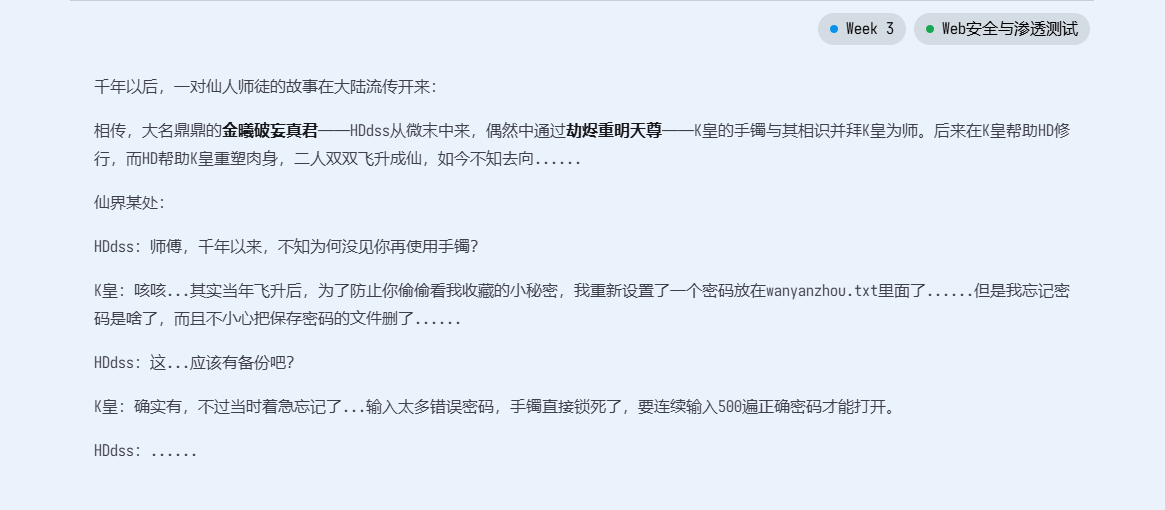 Week 3
Web安全与渗透测试
千年以后，一对仙人师徒的故事在大陆流传开来：
相传，大名鼎鼎的金曦破妄真君——HDdss从微末中来，偶然中通过劫烬重明天尊——K皇的手镯与其相识并拜K皇为师。后来在K皇帮助HD修
行，而HD帮助K皇重塑肉身，二人双双飞升成仙，如今不知去向......
仙界某处：
HDdss：师傅，千年以来，不知为何没见你再使用手镯？
K皇：咳咳...其实当年飞升后，为了防止你偷偷看我收藏的小秘密，我重新设置了一个密码放在wanyanzhou.txt里面了......但是我忘记密
码是啥了，而且不小心把保存密码的文件删了......
HDdss：这...应该有备份吧？
K皇：确实有，不过当时着急忘记了...输入太多错误密码，手镯直接锁死了，要连续输入500遍正确密码才能打开。
HDdss：......